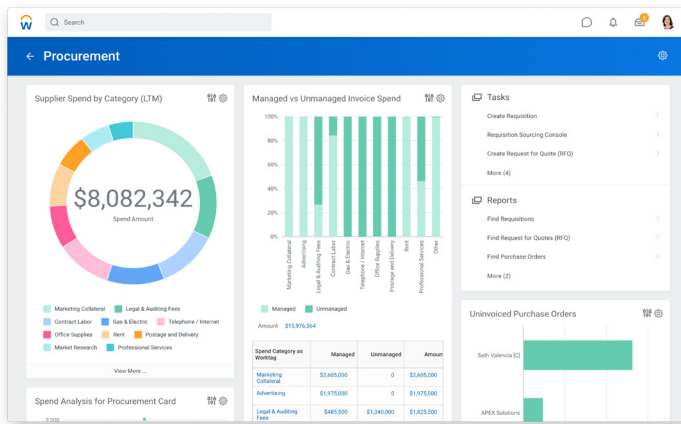 Search
Procurement
Supplier Spend by Category (LTM)
$8,082,342
Spend Amount
Marketing Collateral
Legal & Auditing Fees
Contract Labor
Gas & Electric
Telephone / Internet
Office Supplies
Rent
Postage and Delivery
Market Research
Professional Services
View More ...
Spend Analysis for Procurement Card
2,200
Managed vs Unmanaged Invoice Spend
100%
80%
60%
40%
20%
0%
Marketing Collateral
Advertising
Legal & Auditing Fees
Contract Labor
Gas & Electric
Telephone / Internet
Office Supplies
Postage and Delivery
Rent
Professional Services
Other
Managed
Unmanaged
Amount $13,976,564
Spend Category as Worktag Managed Unmanaged Amoun
Marketing Collateral $2,605,000 0 $2,605,000
Advertising $1,975,000 0 $1,975,000
Legal & Auditing Fees $485,500 $1,340,000 $1,825,500
Tasks
Create Requisition
Requisition Sourcing Console
Create Request for Quote (RFQ)
More (4)
Reports
Find Requisitions
Find Request for Quotes (RFQ)
Find Purchase Orders
More (2)
Uninvoiced Purchase Orders
Seth Valencia [C]
APEX Solutions